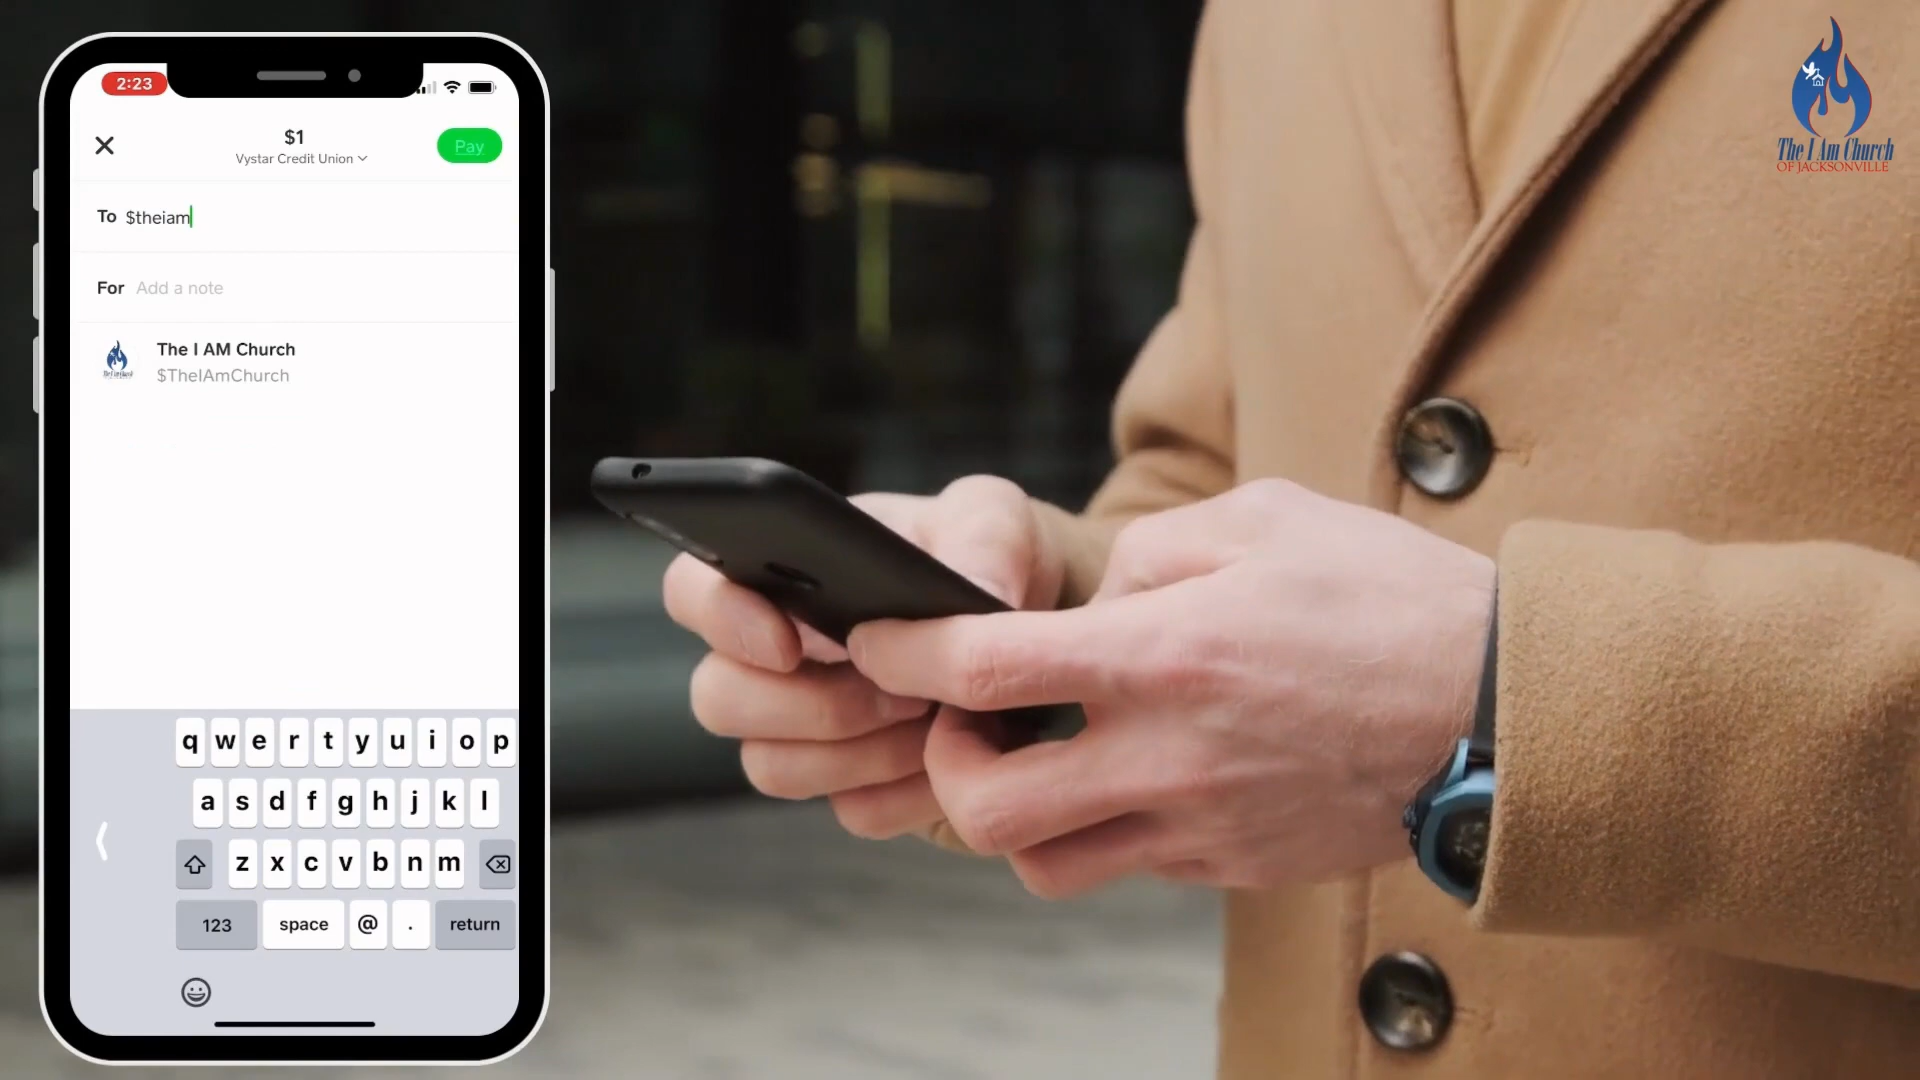 2:23
$1
Vystar Credit Union
Pay
To $theiam
For Add a note
The I AM Church
$TheIAmChurch
q w e r t y u i o p
a s d f g h j k l
z x c v b n m
123 space @ . return
The I Am Church
OF JACKSONVILLE